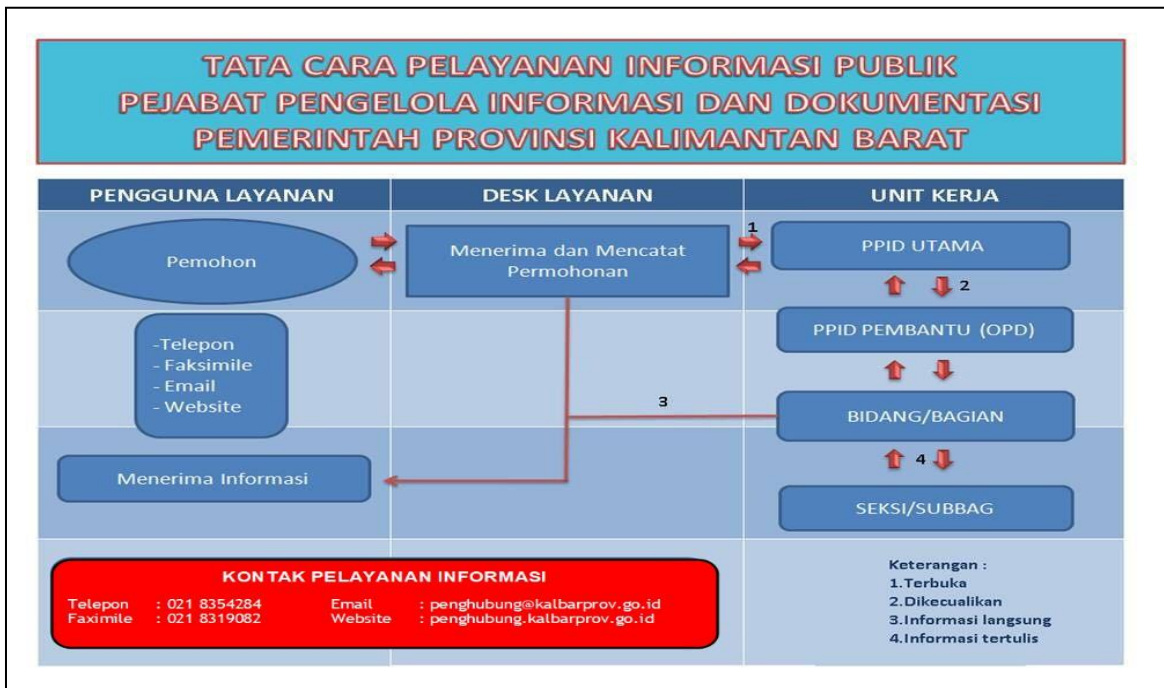 TATA CARA PELAYANAN INFORMASI PUBLIK
PEJABAT PENGELOLA INFORMASI DAN DOKUMENTASI
PEMERINTAH PROVINSI KALIMANTAN BARAT
PENGGUNA LAYANAN
DESK LAYANAN
UNIT KERJA
Pemohon
Menerima dan Mencatat
Permohonan
1
PPID UTAMA
2
-Telepon
- Faksimile
- Email
- Website
PPID PEMBANTU (OPD)
3
BIDANG/BAGIAN
4
Menerima Informasi
SEKSI/SUBBAG
KONTAK PELAYANAN INFORMASI
Telepon : 021 8354284 Email : penghubung@kalbarprov.go.id
Faximile : 021 8319082 Website : penghubung.kalbarprov.go.id
Keterangan :
1.Terbuka
2.Dikecualikan
3.Informasi langsung
4.Informasi tertulis